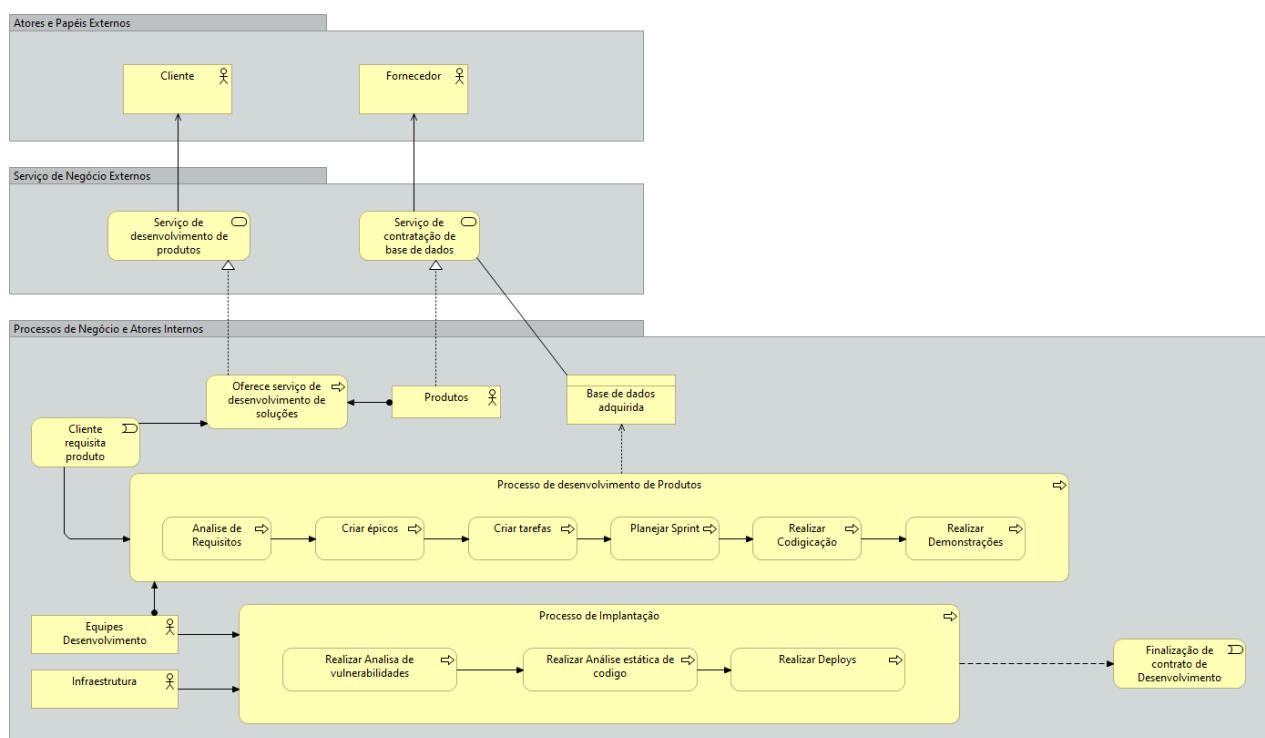 Atores e Papéis Externos
Cliente
Fornecedor
Serviço de Negócio Externos
Serviço de
desenvolvimento de
produtos
Serviço de
contratação de
base de dados
Processos de Negócio e Atores Internos
Oferece serviço de
desenvolvimento de
soluções
Produtos
Base de dados
adquirida
Cliente
requisita
produto
Processo de desenvolvimento de Produtos
Analise de
Requisitos
Criar épicos
Criar tarefas
Planejar Sprint
Realizar
Codigicação
Realizar
Demonstrações
Equipes
Desenvolvimento
Infraestrutura
Processo de Implantação
Realizar Analisa de
vulnerabilidades
Realizar Análise estática de
codigo
Realizar Deploys
Finalização de
contrato de
Desenvolvimento